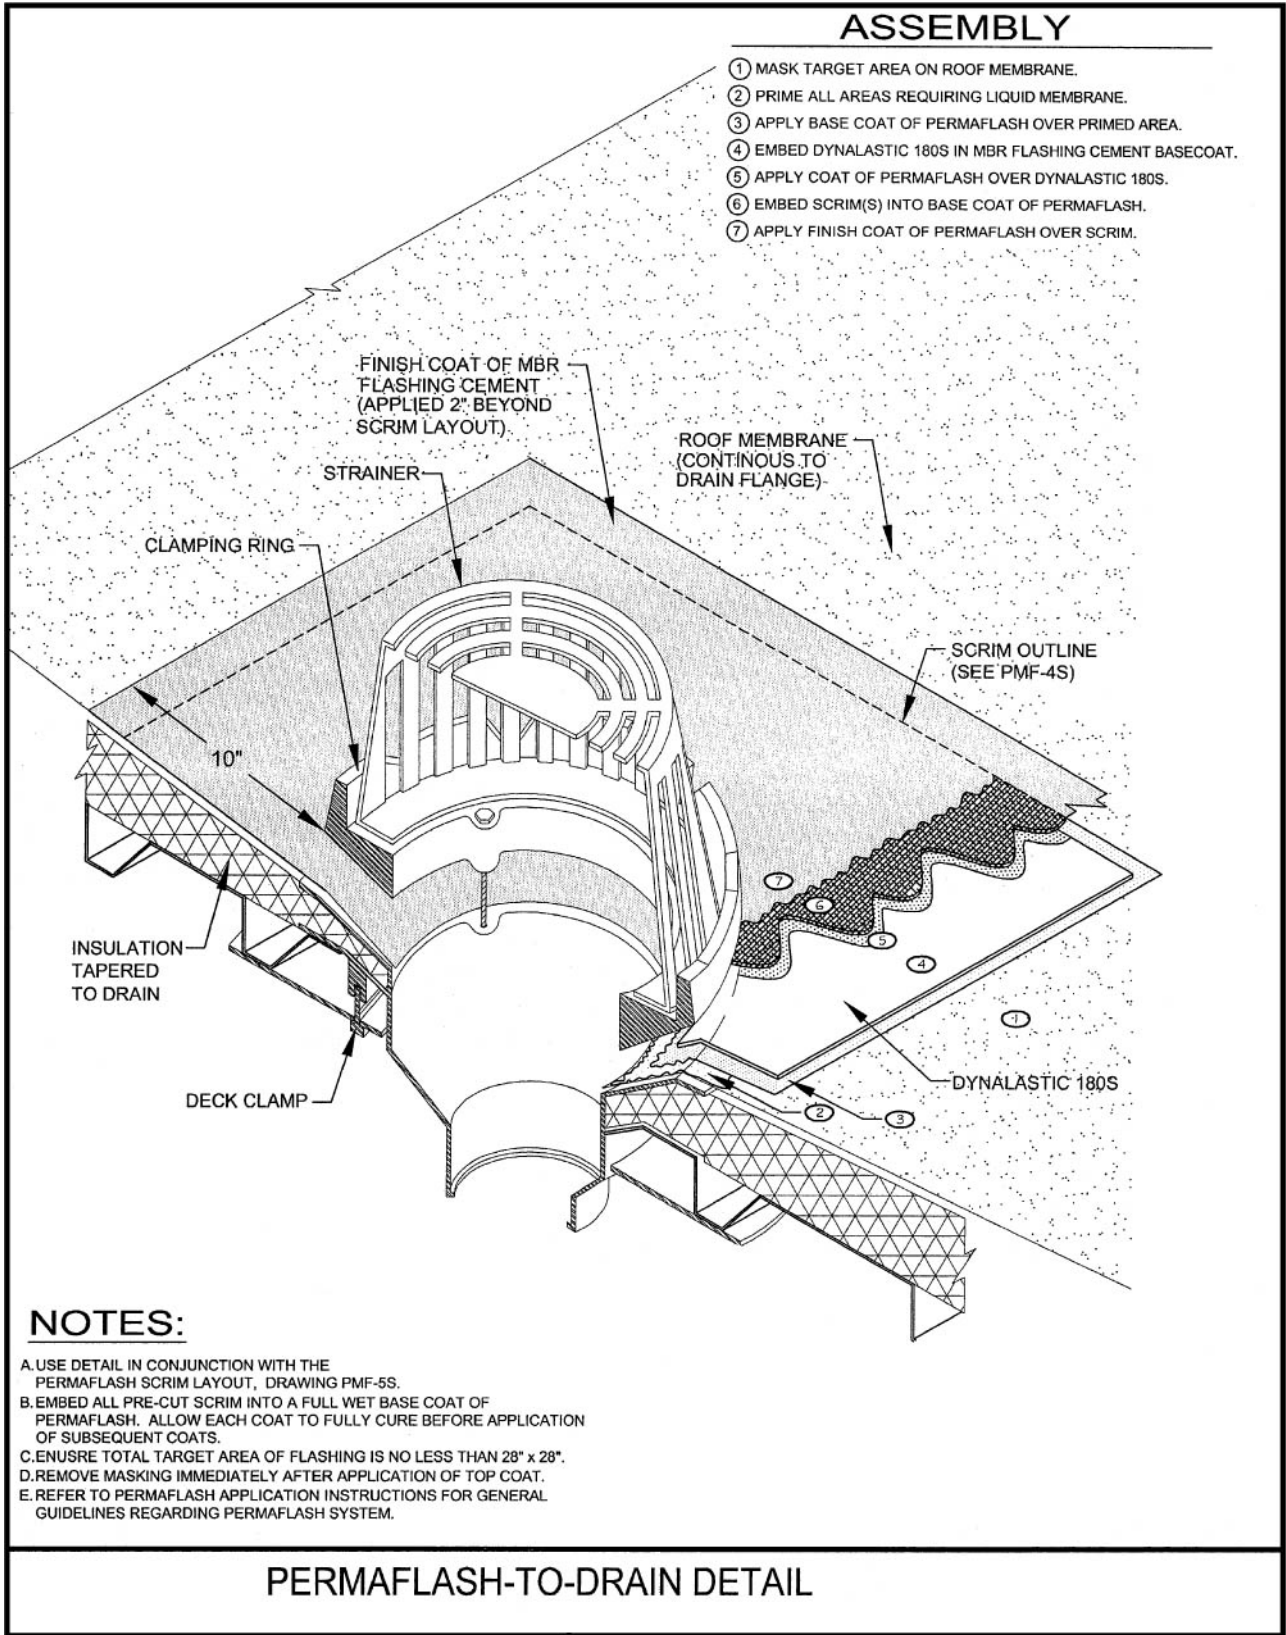 ASSEMBLY
1 MASK TARGET AREA ON ROOF MEMBRANE.
2 PRIME ALL AREAS REQUIRING LIQUID MEMBRANE.
3 APPLY BASE COAT OF PERMAFLASH OVER PRIMED AREA.
4 EMBED DYNALASTIC 180S IN MBR FLASHING CEMENT BASECOAT.
5 APPLY COAT OF PERMAFLASH OVER DYNALASTIC 180S.
6 EMBED SCRIM(S) INTO BASE COAT OF PERMAFLASH.
7 APPLY FINISH COAT OF PERMAFLASH OVER SCRIM.
FINISH COAT OF MBR
FLASHING CEMENT
(APPLIED 2" BEYOND
SCRIM LAYOUT)
ROOF MEMBRANE
(CONTINOUS TO
DRAIN FLANGE)
STRAINER
CLAMPING RING
SCRIM OUTLINE
(SEE PMF-4S)
10"
7
6
5
4
1
INSULATION
TAPERED
TO DRAIN
DYNALASTIC 180S
DECK CLAMP
2
3
NOTES:
A. USE DETAIL IN CONJUNCTION WITH THE
PERMAFLASH SCRIM LAYOUT, DRAWING PMF-5S.
B. EMBED ALL PRE-CUT SCRIM INTO A FULL WET BASE COAT OF
PERMAFLASH. ALLOW EACH COAT TO FULLY CURE BEFORE APPLICATION
OF SUBSEQUENT COATS.
C. ENUSRE TOTAL TARGET AREA OF FLASHING IS NO LESS THAN 28" x 28".
D. REMOVE MASKING IMMEDIATELY AFTER APPLICATION OF TOP COAT.
E. REFER TO PERMAFLASH APPLICATION INSTRUCTIONS FOR GENERAL
GUIDELINES REGARDING PERMAFLASH SYSTEM.
PERMAFLASH-TO-DRAIN DETAIL